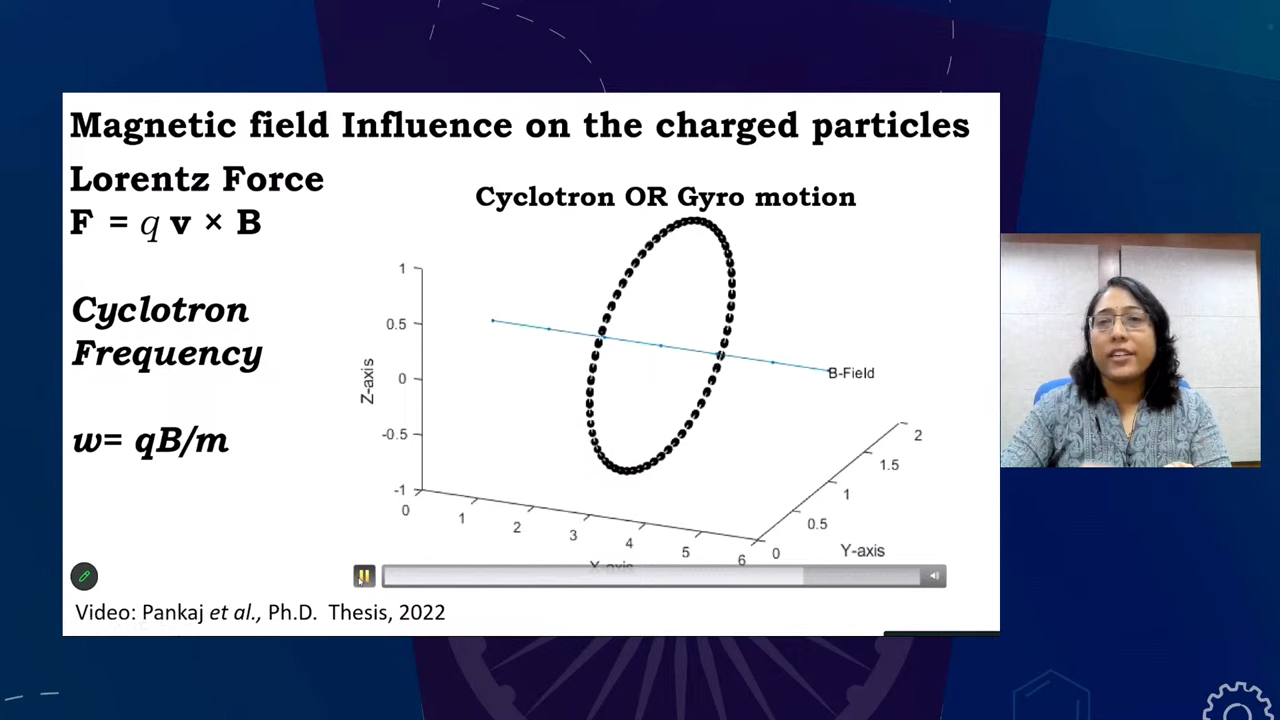 Magnetic field Influence on the charged particles
Lorentz Force
F = q v × B
Cyclotron
Frequency
w= qB/m
Cyclotron OR Gyro motion
1
0.5
0
-0.5
-1
Z-axis
B-Field
0
1
2
3
4
5
6
X-axis
0
0.5
1
1.5
2
Y-axis
Video: Pankaj et al., Ph.D. Thesis, 2022